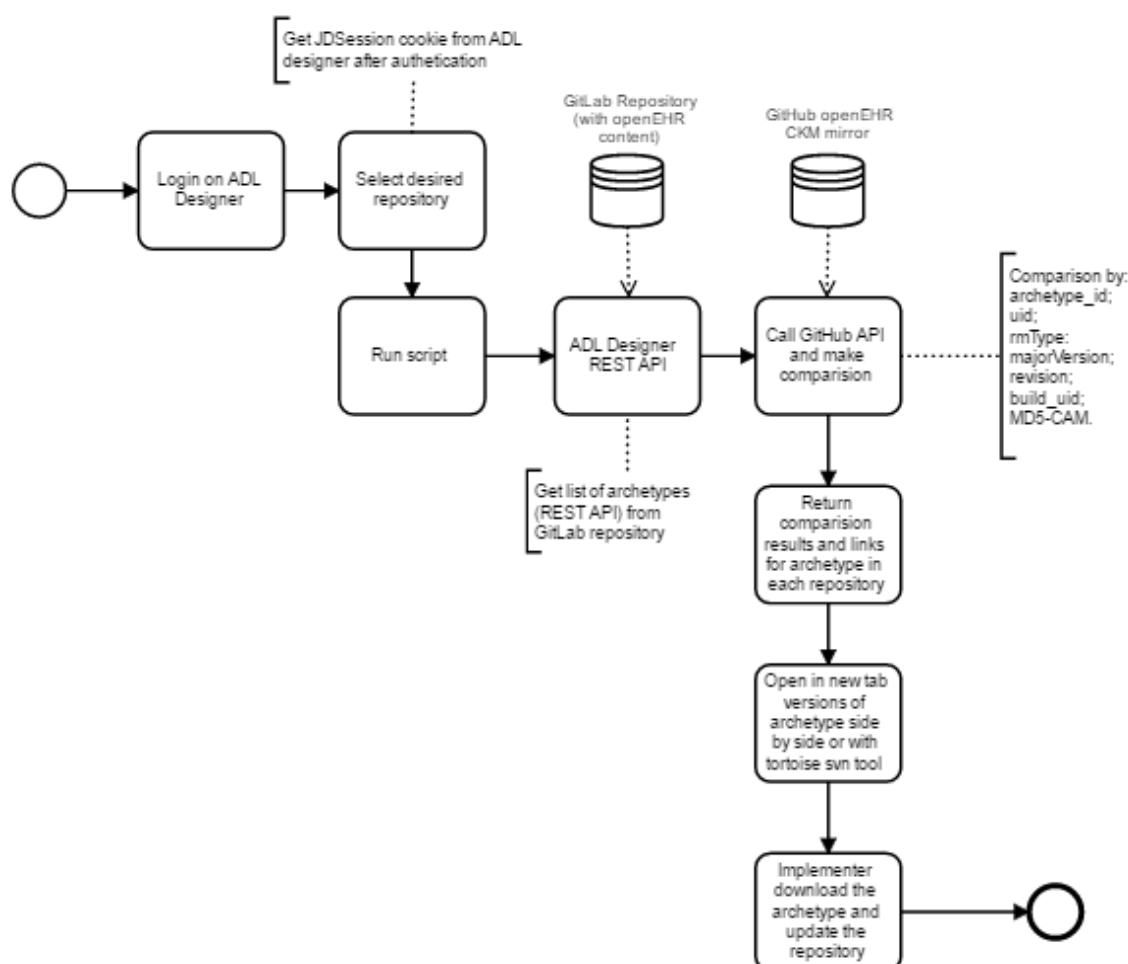 Get JDSession cookie from ADL
designer after authetication
GitLab Repository
(with openEHR
content)
GitHub openEHR
CKM mirror
Login on ADL
Designer
Select desired
repository
Run script
ADL Designer
REST API
Call GitHub API
and make
comparision
Comparison by:
archetype_id;
uid;
rmType:
majorVersion;
revision;
build_uid;
MD5-CAM.
Get list of archetypes
(REST API) from
GitLab repository
Return
comparision
results and links
for archetype in
each repository
Open in new tab
versions of
archetype side
by side or with
tortoise svn tool
Implementer
download the
archetype and
update the
repository